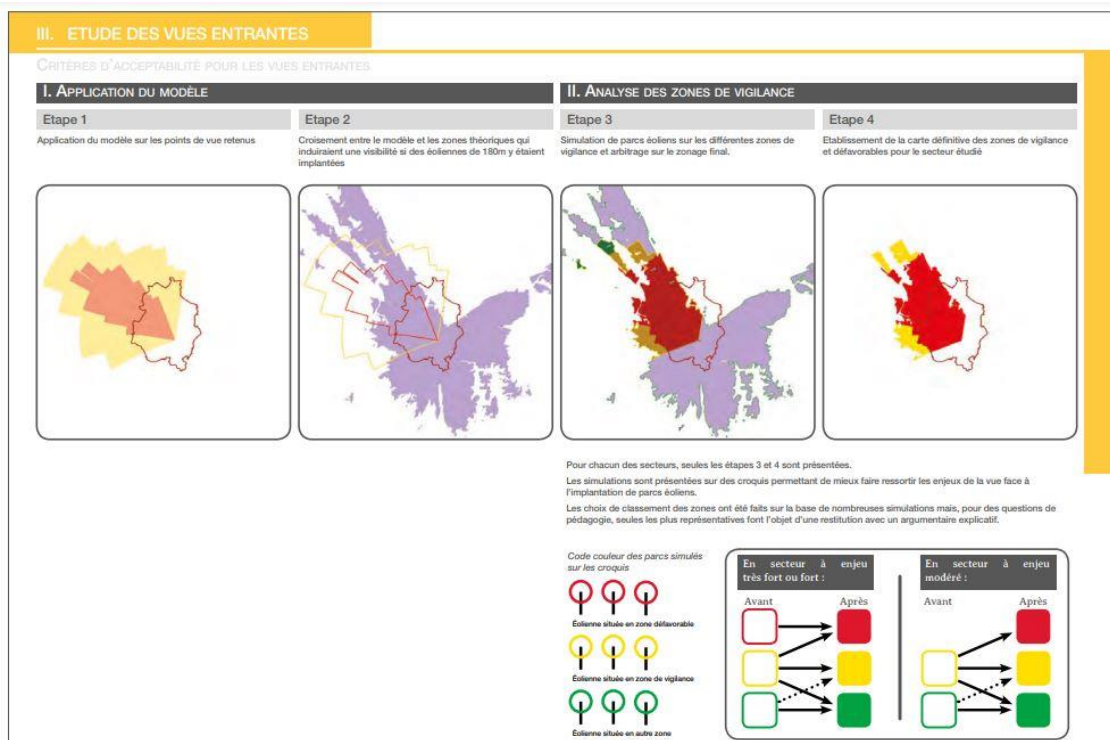 III. ETUDE DES VUES ENTRANTES
CRITÈRES D'ACCEPTABILITÉ POUR LES VUES ENTRANTES
I. APPLICATION DU MODÈLE
II. ANALYSE DES ZONES DE VIGILANCE
Etape 1
Application du modèle sur les points de vue retenus
Etape 2
Croisement entre le modèle et les zones théoriques qui
induiraient une visibilité si des éoliennes de 180m y étaient
implantées
Etape 3
Simulation de parcs éoliens sur les différentes zones de
vigilance et arbitrage sur le zonage final.
Etape 4
Etablissement de la carte définitive des zones de vigilance
et défavorables pour le secteur étudié
Pour chacun des secteurs, seules les étapes 3 et 4 sont présentées.
Les simulations sont présentées sur des croquis permettant de mieux faire ressortir les enjeux de la vue face à
l'implantation de parcs éoliens.
Les choix de classement des zones ont été faits sur la base de nombreuses simulations mais, pour des questions de
pédagogie, seules les plus représentatives font l'objet d'une restitution avec un argumentaire explicatif.
Code couleur des parcs simulés
sur les croquis
Éolienne située en zone défavorable
Éolienne située en zone de vigilance
Éolienne située en autre zone
En secteur à enjeu
très fort ou fort :
Avant Après
En secteur à enjeu
modéré :
Avant Après